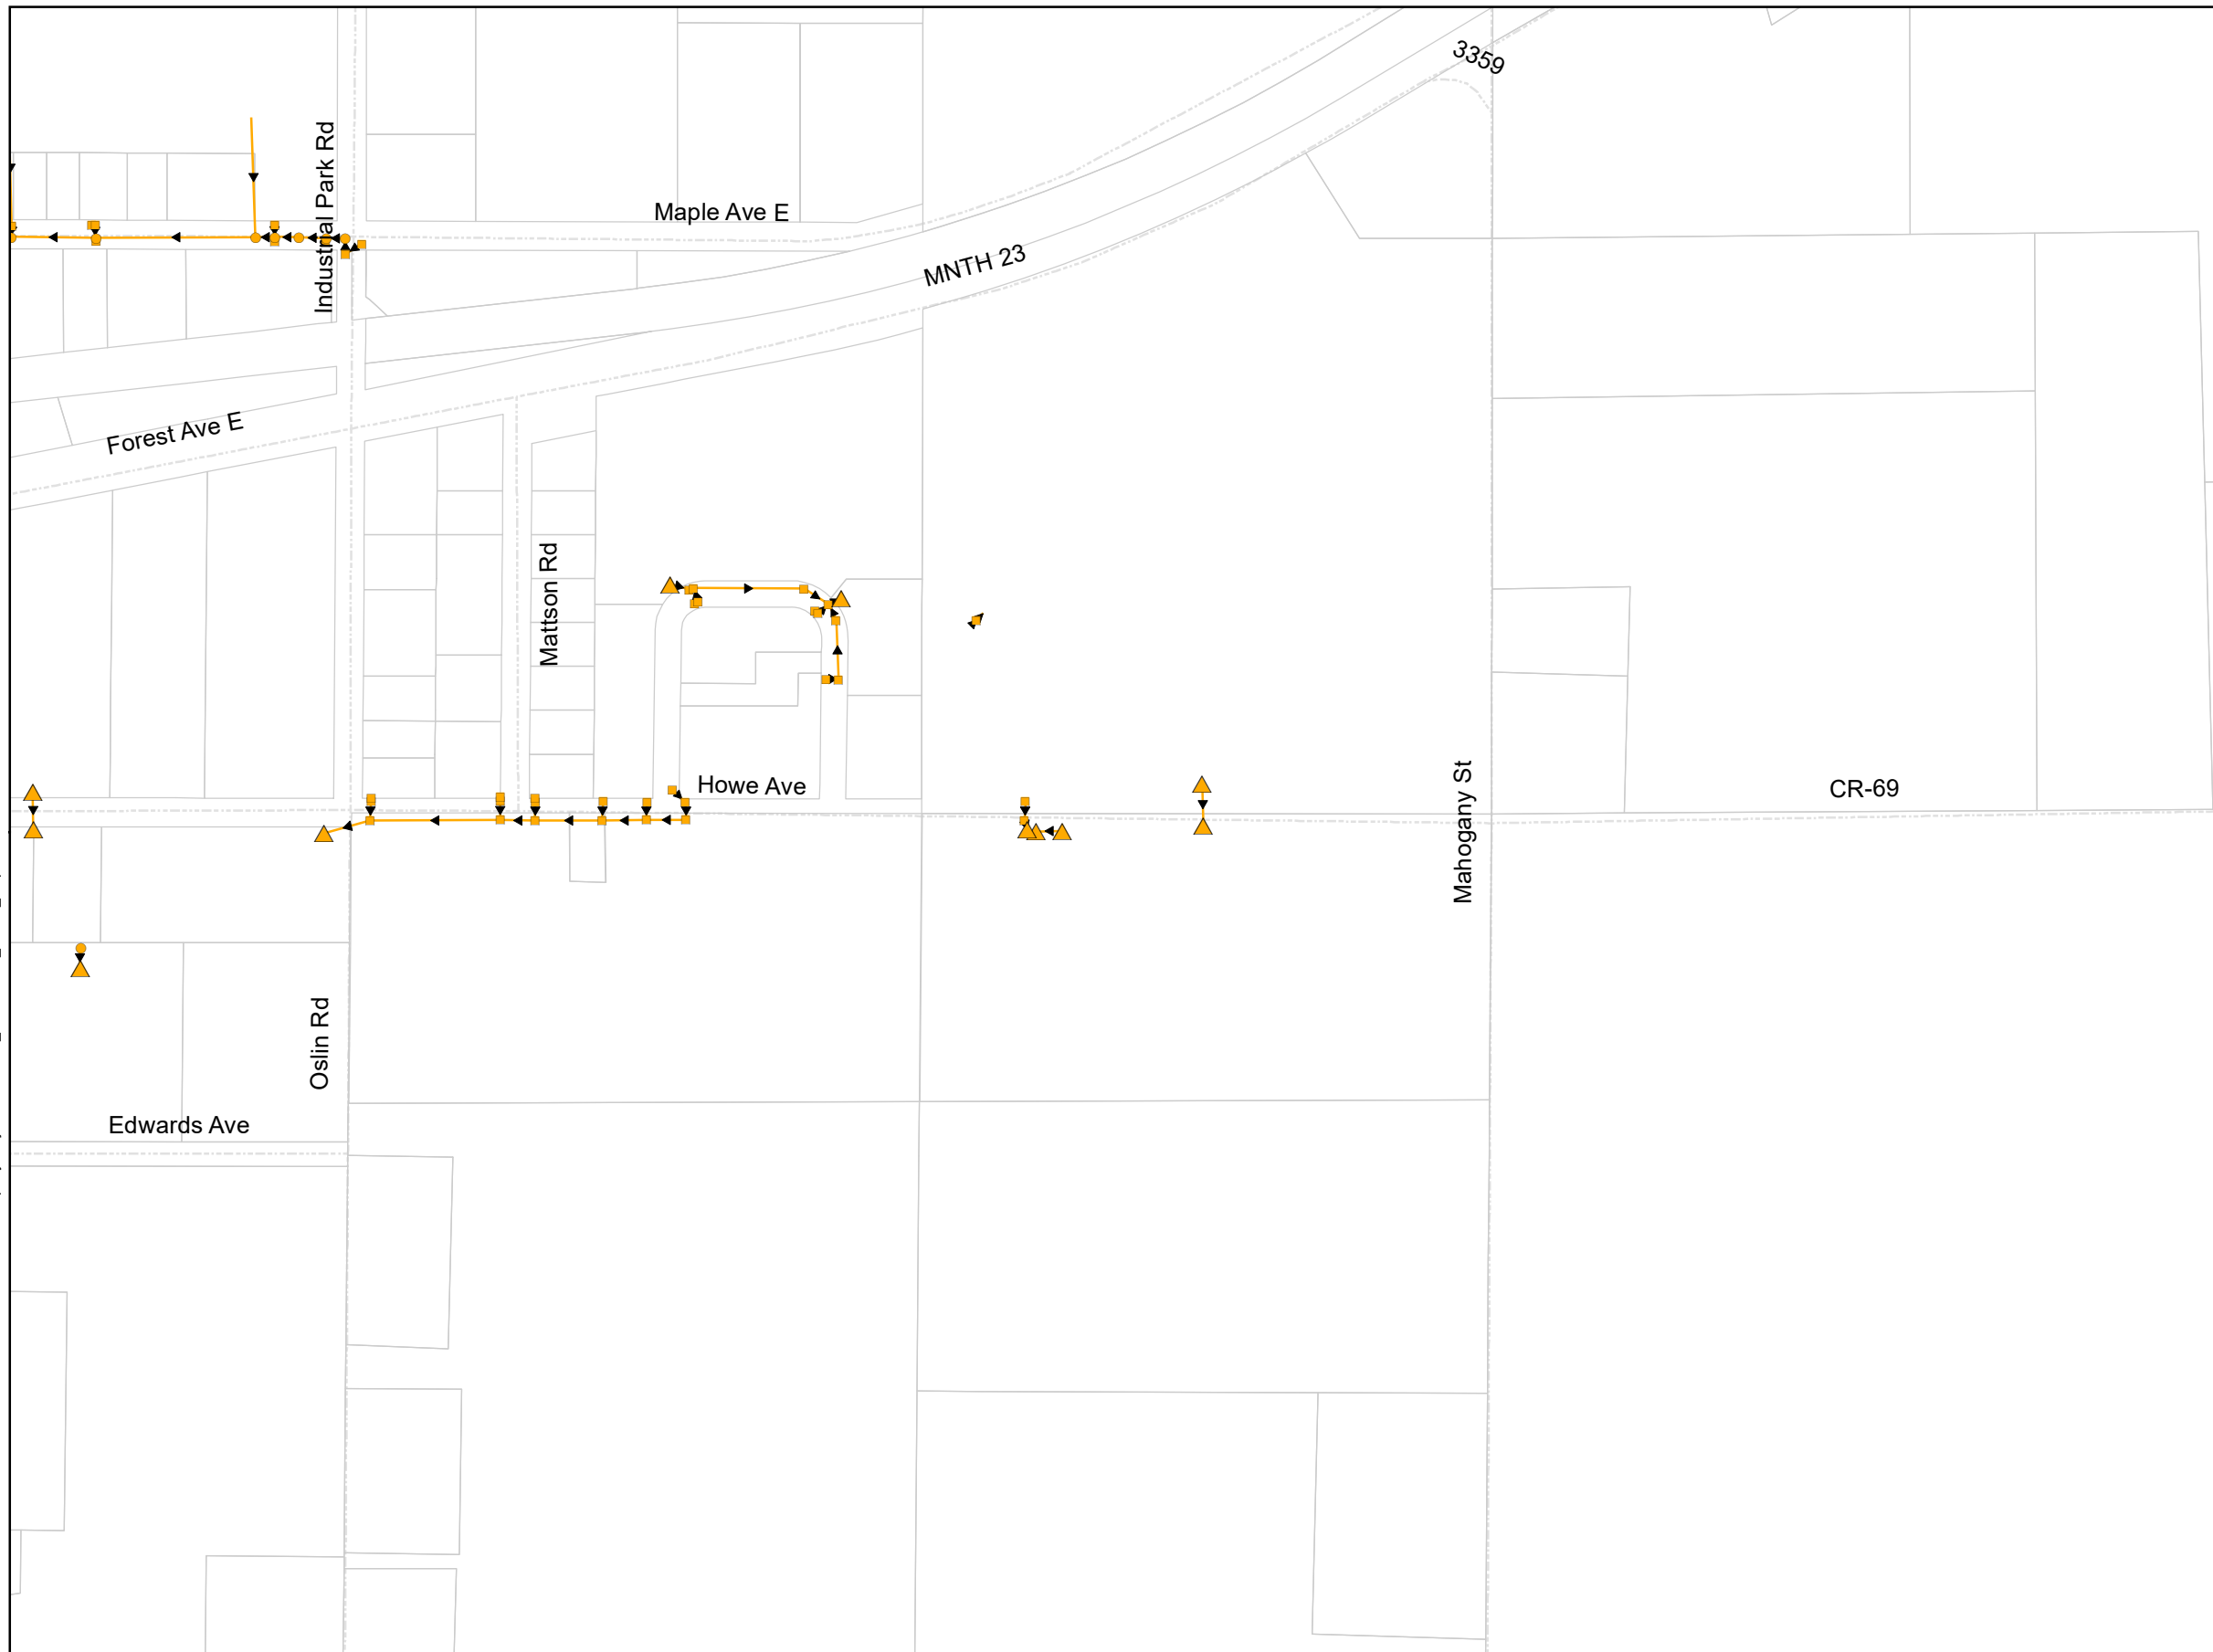 3359
Industrial Park Rd
Maple Ave E
MNTH 23
Forest Ave E
Mattson Rd
Howe Ave
Mahogany St
CR-69
Oslin Rd
Edwards Ave